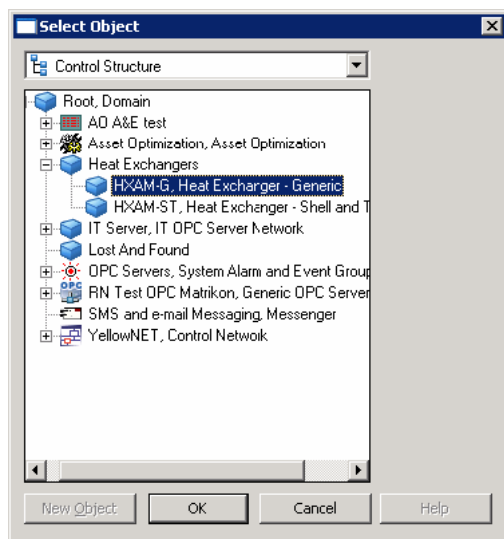 Select Object
Control Structure
Root, Domain
AO A&E test
Asset Optimization, Asset Optimization
Heat Exchangers
HXAM-G, Heat Exchanger - Generic
HXAM-ST, Heat Exchanger - Shell and T
IT Server, IT OPC Server Network
Lost And Found
OPC Servers, System Alarm and Event Group
OPC
RN Test OPC Matrikon, Generic OPC Server
SMS and e-mail Messaging, Messenger
YellowNET, Control Network
New Object
OK
Cancel
Help